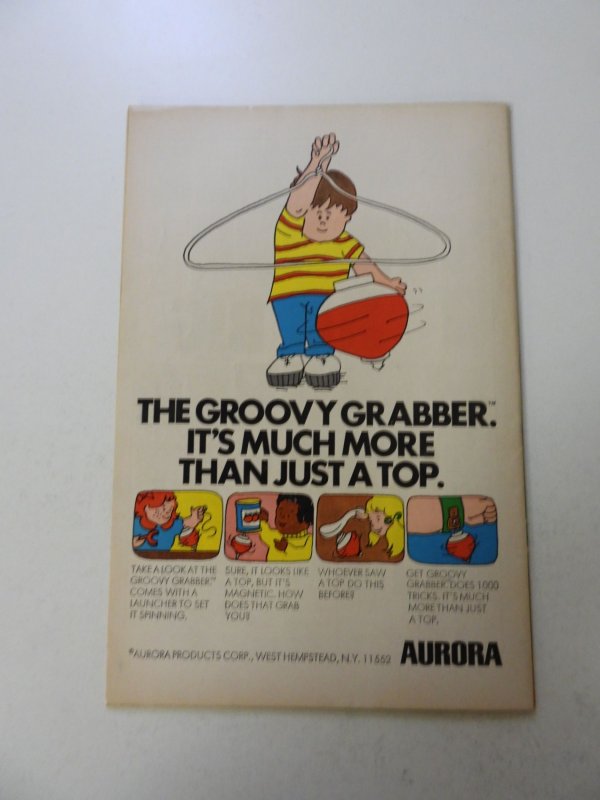 THE GROOVY GRABBER.™
IT'S MUCH MORE
THAN JUST A TOP.
TAKE A LOOK AT THE
GROOVY GRABBER.™
COMES WITH A
LAUNCHER TO SET
IT SPINNING.
SURE, IT LOOKS LIKE
A TOP, BUT IT'S
MAGNETIC. HOW
DOES THAT GRAB
YOU?
WHOEVER SAW
A TOP DO THIS
BEFORE?
GET GROOVY
GRABBER™ DOES 1,000
TRICKS. IT'S MUCH
MORE THAN JUST
A TOP.
©AURORA PRODUCTS CORP., WEST HEMPSTEAD, N.Y. 11552
AURORA